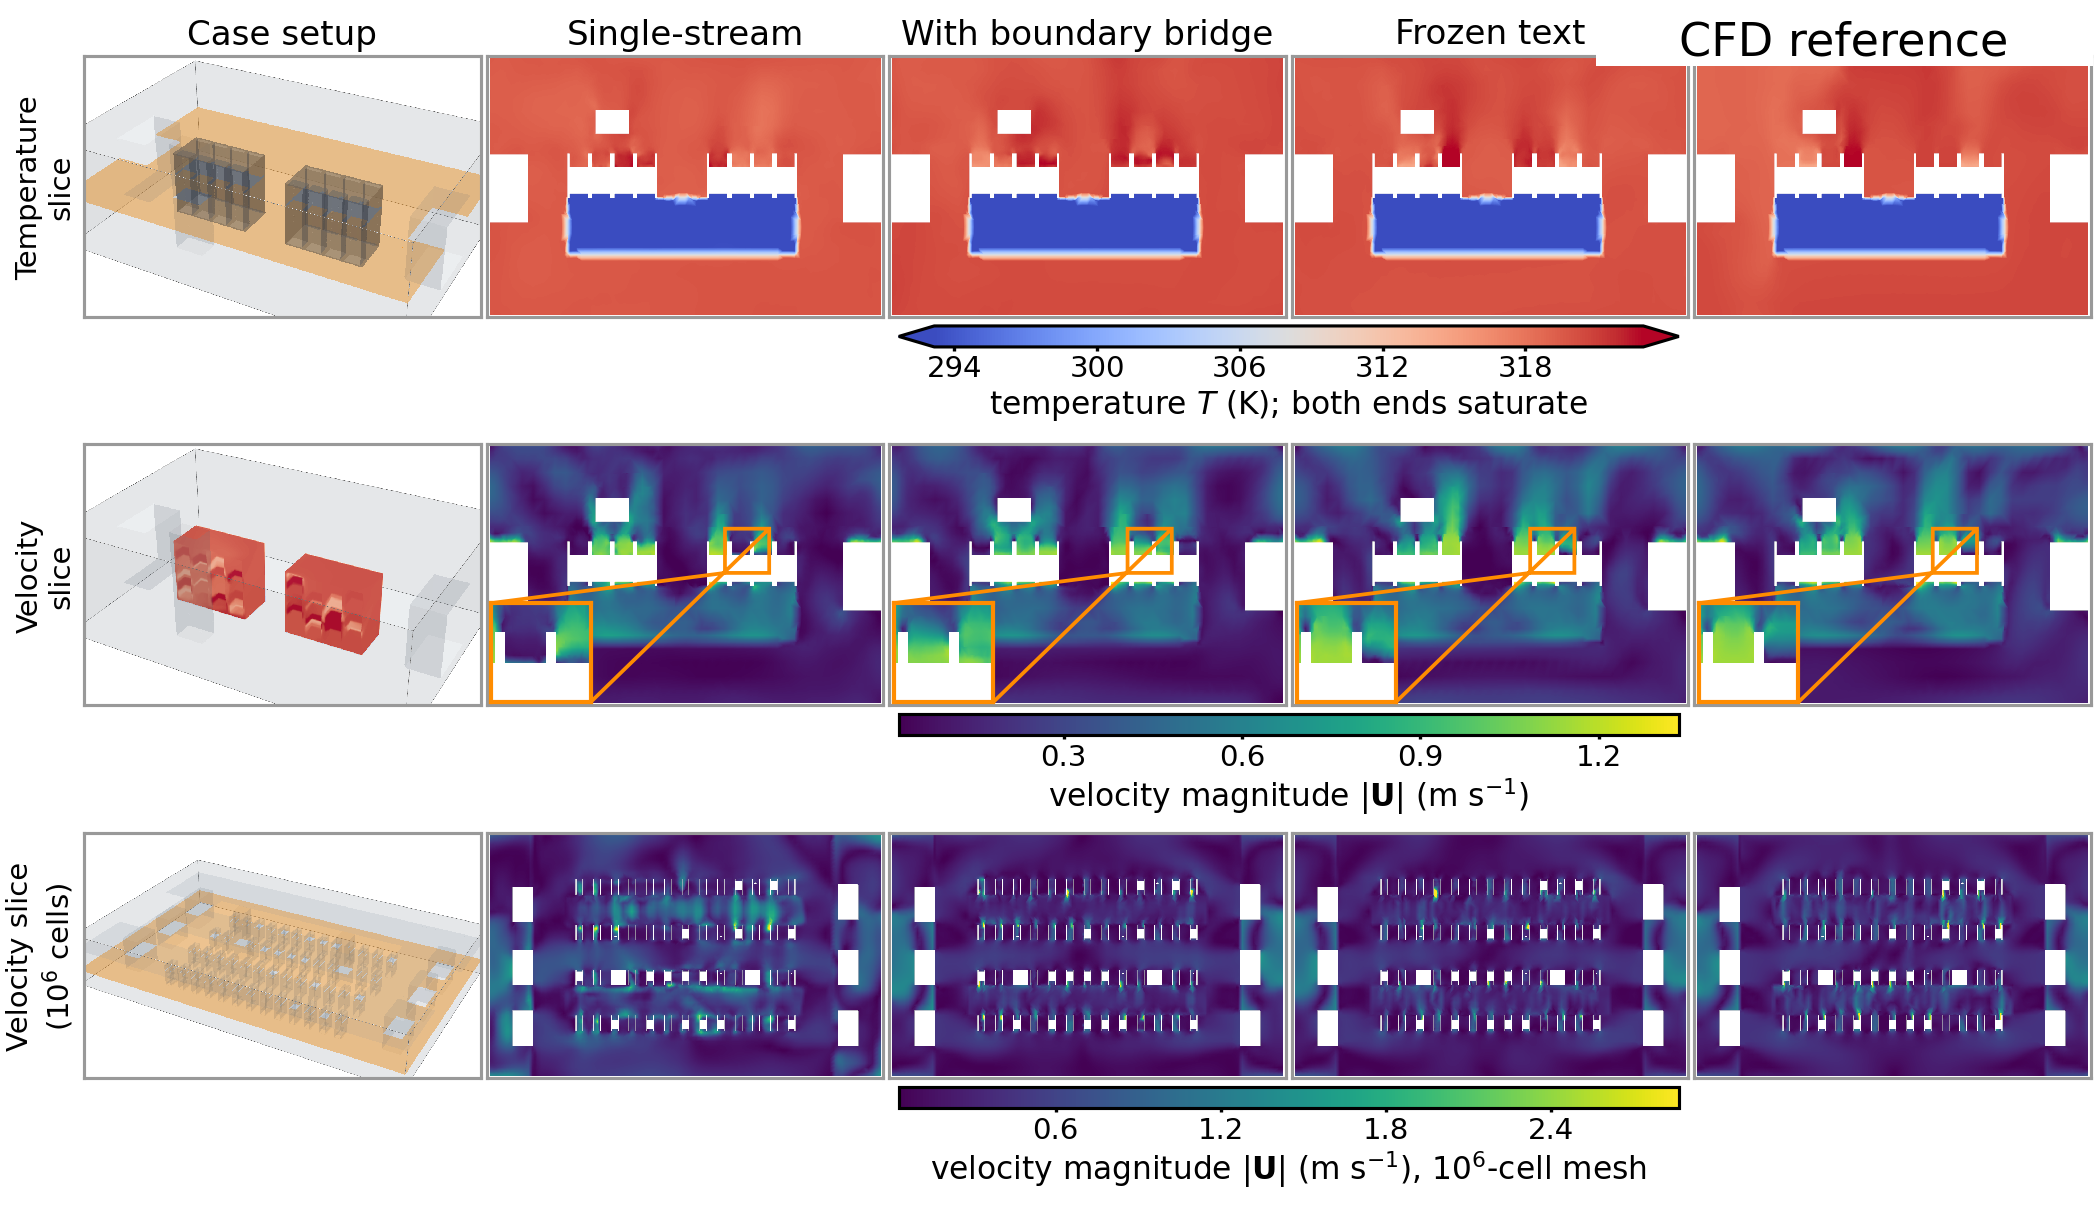 Case setup
Single-stream
With boundary bridge
Frozen text
CFD reference
Temperature
slice
294 300 306 312 318
temperature T (K); both ends saturate
Velocity
slice
0.3 0.6 0.9 1.2
velocity magnitude |U| (m s⁻¹)
Velocity slice
(10⁶ cells)
0.6 1.2 1.8 2.4
velocity magnitude |U| (m s⁻¹), 10⁶-cell mesh